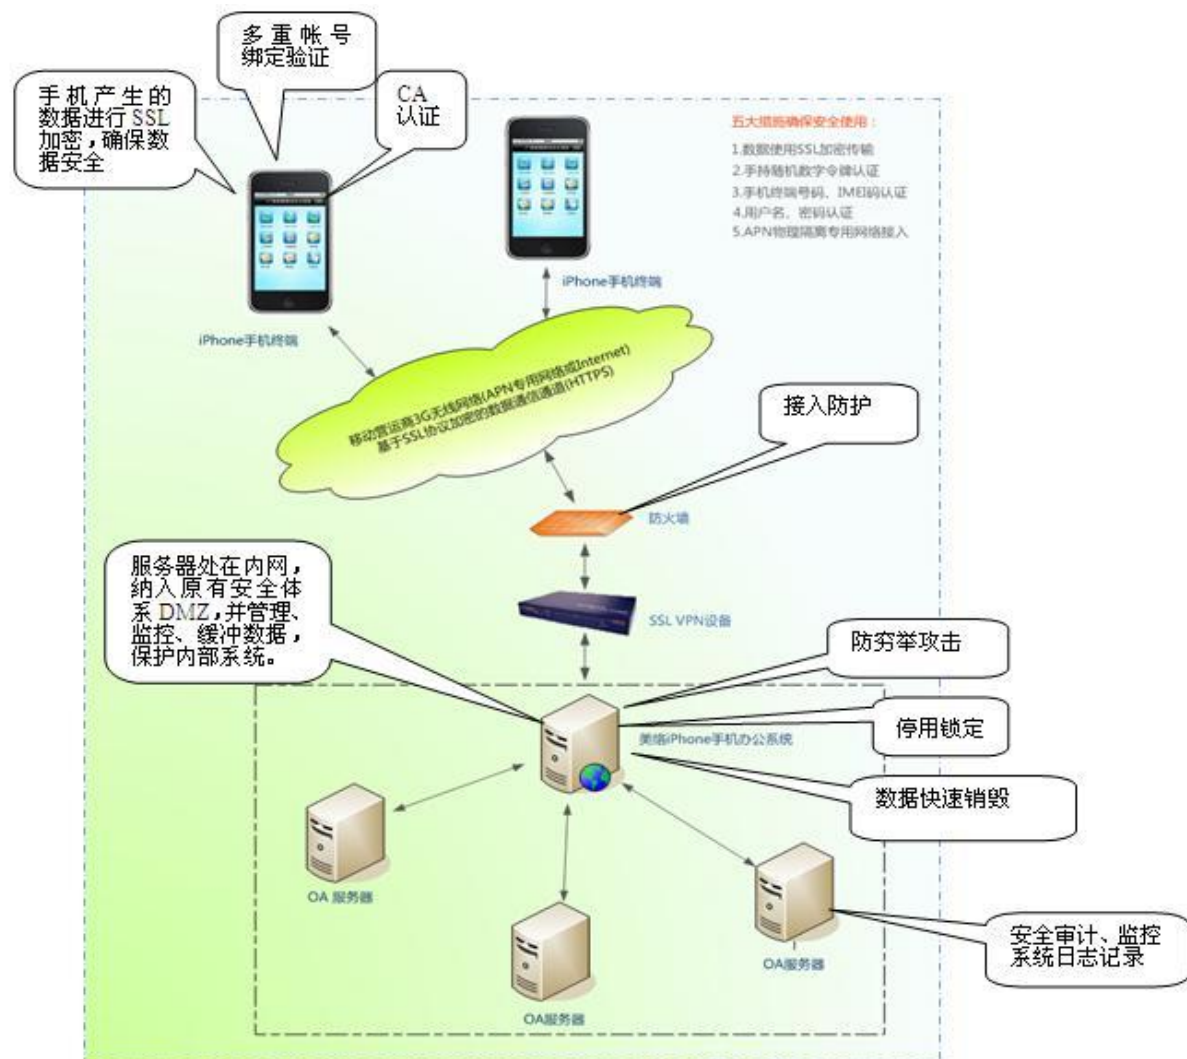 多重帐号
绑定验证
手机产生的
数据进行 SSL
加密,确保数
据安全
CA
认证
五大措施确保安全使用：
1.数据使用SSL加密传输
2.手持随机数字令牌认证
3.手机终端号码、IMEI码认证
4.用户名、密码认证
5.APN物理隔离专用网络接入
iPhone手机终端
iPhone手机终端
移动营运商3G无线网络(APN专用网络或Internet)
基于SSL协议加密的数据通信通道(HTTPS)
接入防护
防火墙
服务器处在内网,
纳入原有安全体
系 DMZ,并管理、
监控、缓冲数据,
保护内部系统。
SSL VPN设备
防穷举攻击
停用锁定
美络iPhone手机办公系统
数据快速销毁
OA 服务器
OA服务器
OA服务器
安全审计、监控
系统日志记录